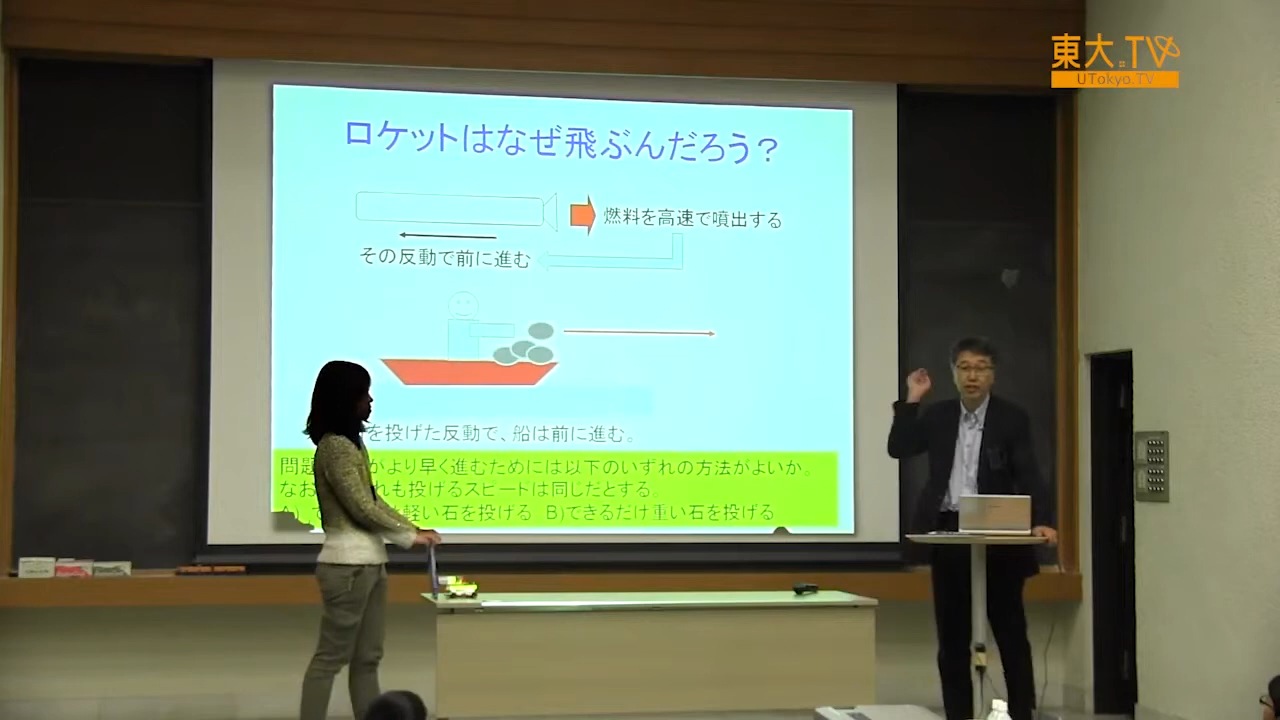 東大.TV
UTokyo.TV
ロケットはなぜ飛ぶんだろう？
燃料を高速で噴出する
その反動で前に進む
を投げた反動で、船は前に進む。
問題 がより早く進むためには以下のいずれの方法がよいか。
なお れも投げるスピードは同じだとする。
A) で 軽い石を投げる B)できるだけ重い石を投げる